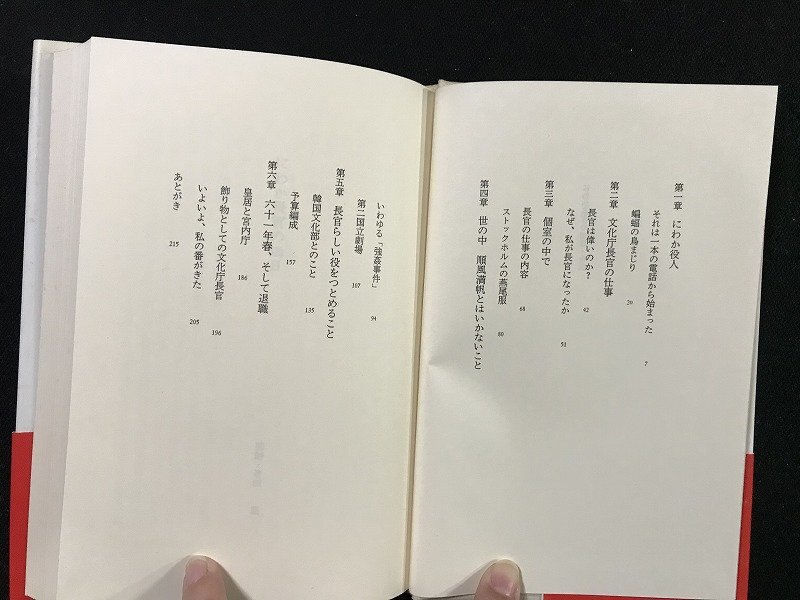 第一章 にわか役人
それは一本の電話から始まった 7
蝙蝠の鳥まじり 20
第二章 文化庁長官の仕事
長官は偉いのか? 42
なぜ、私が長官になったか 51
第三章 個室の中で
長官の仕事の内容 68
ストックホルムの燕尾服 80
第四章 世の中 順風満帆とはいかないこと
いわゆる「強姦事件」 94
第二国立劇場 107
第五章 長官らしい役をつとめること
韓国文化部とのこと 135
予算編成 157
第六章 六十一年春、そして退職
皇居と宮内庁 186
飾り物としての文化庁長官 196
いよいよ、私の番がきた 205
あとがき 215